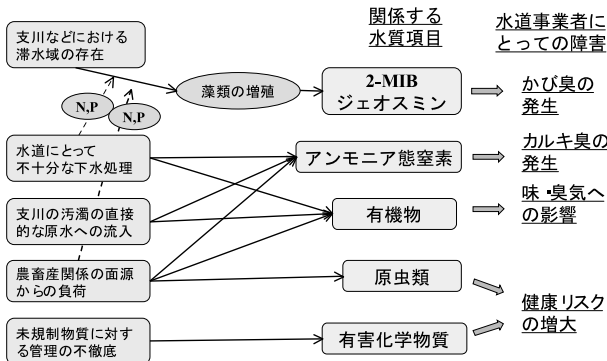 関係する
水質項目
水道事業者に
とっての障害
支川などにおける
滞水域の存在
藻類の増殖
2-MIB
ジェオスミン
かび臭の
発生
N,P
N,P
水道にとって
不十分な下水処理
アンモニア態窒素
カルキ臭の
発生
支川の汚濁の直接
的な原水への流入
有機物
味・臭気へ
の影響
農畜産関係の面源
からの負荷
原虫類
健康リスク
の増大
未規制物質に対す
る管理の不徹底
有害化学物質